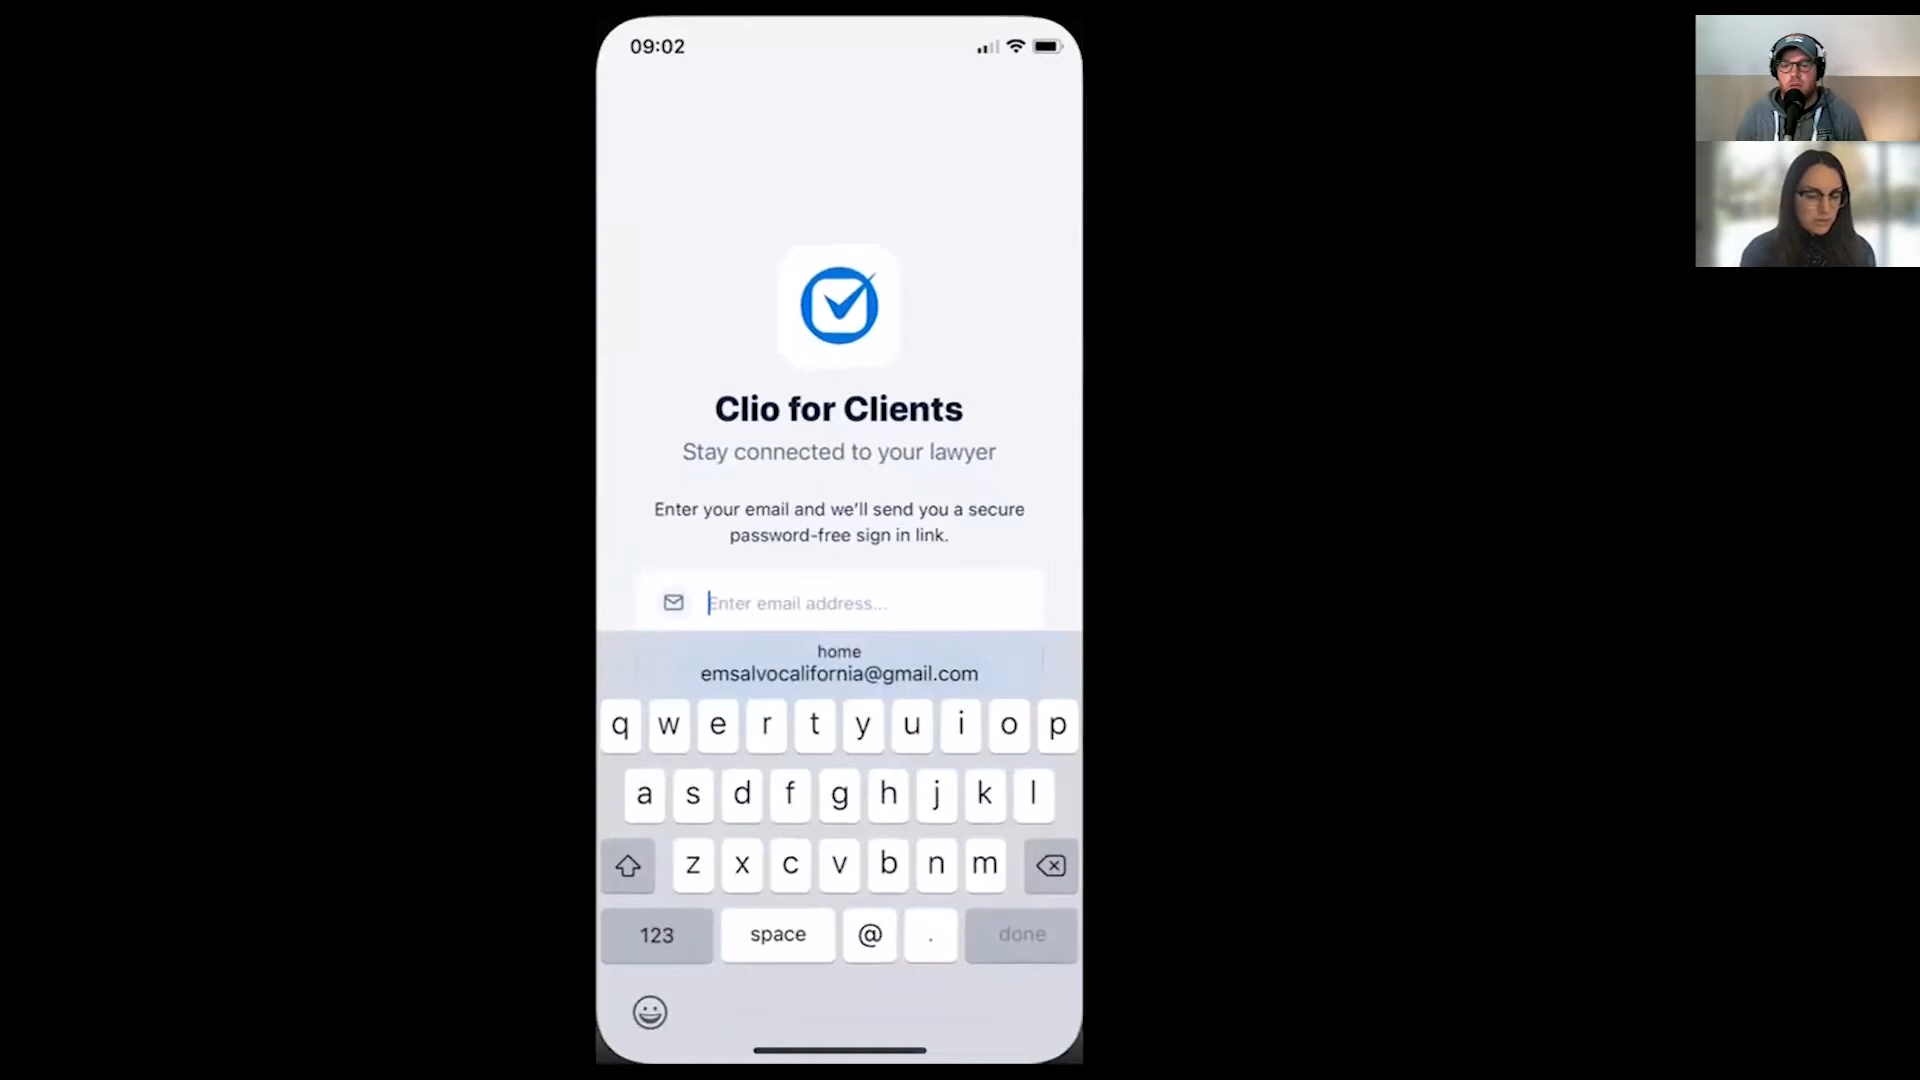 09:02
Clio for Clients
Stay connected to your lawyer
Enter your email and we'll send you a secure
password-free sign in link.
Enter email address...
home
emsalvocalifornia@gmail.com
q w e r t y u i o p
a s d f g h j k l
z x c v b n m
123 space @ . done